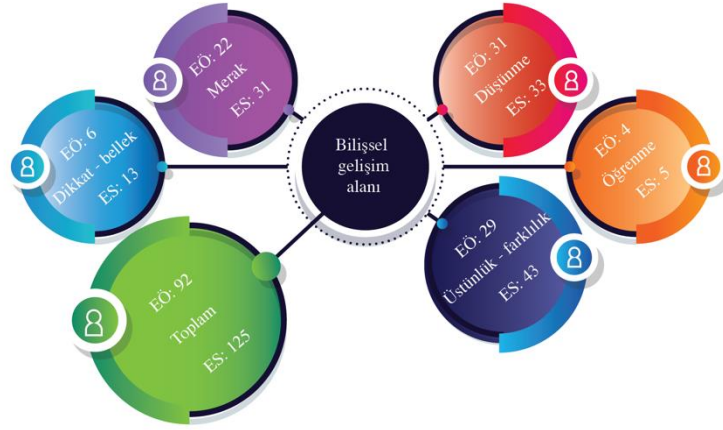 EÖ: 22
Merak
ES: 31
EÖ: 31
Düşünme
ES: 33
EÖ: 6
Dikkat - bellek
ES: 13
Bilişsel
gelişim
alanı
EÖ: 4
Öğrenme
ES: 5
EÖ: 92
Toplam
ES: 125
EÖ: 29
Üstünlük - farklılık
ES: 43